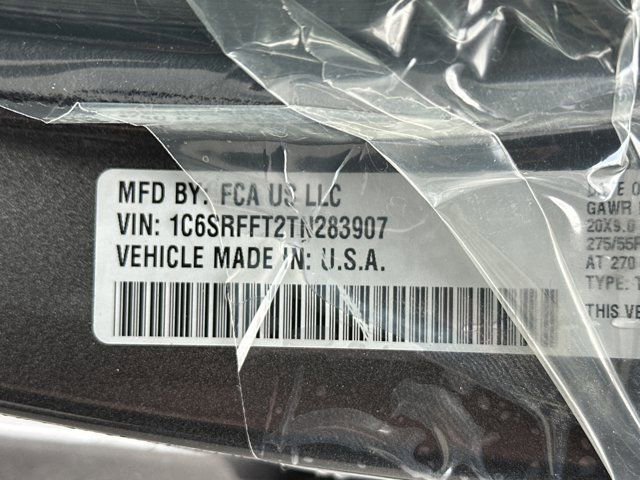 MFD BY: FCA US LLC
VIN: 1C6SRFFT2TN283907
VEHICLE MADE IN: U.S.A.
GAWR
20X9.0
275/55
AT 270
TYPE:
THIS VE